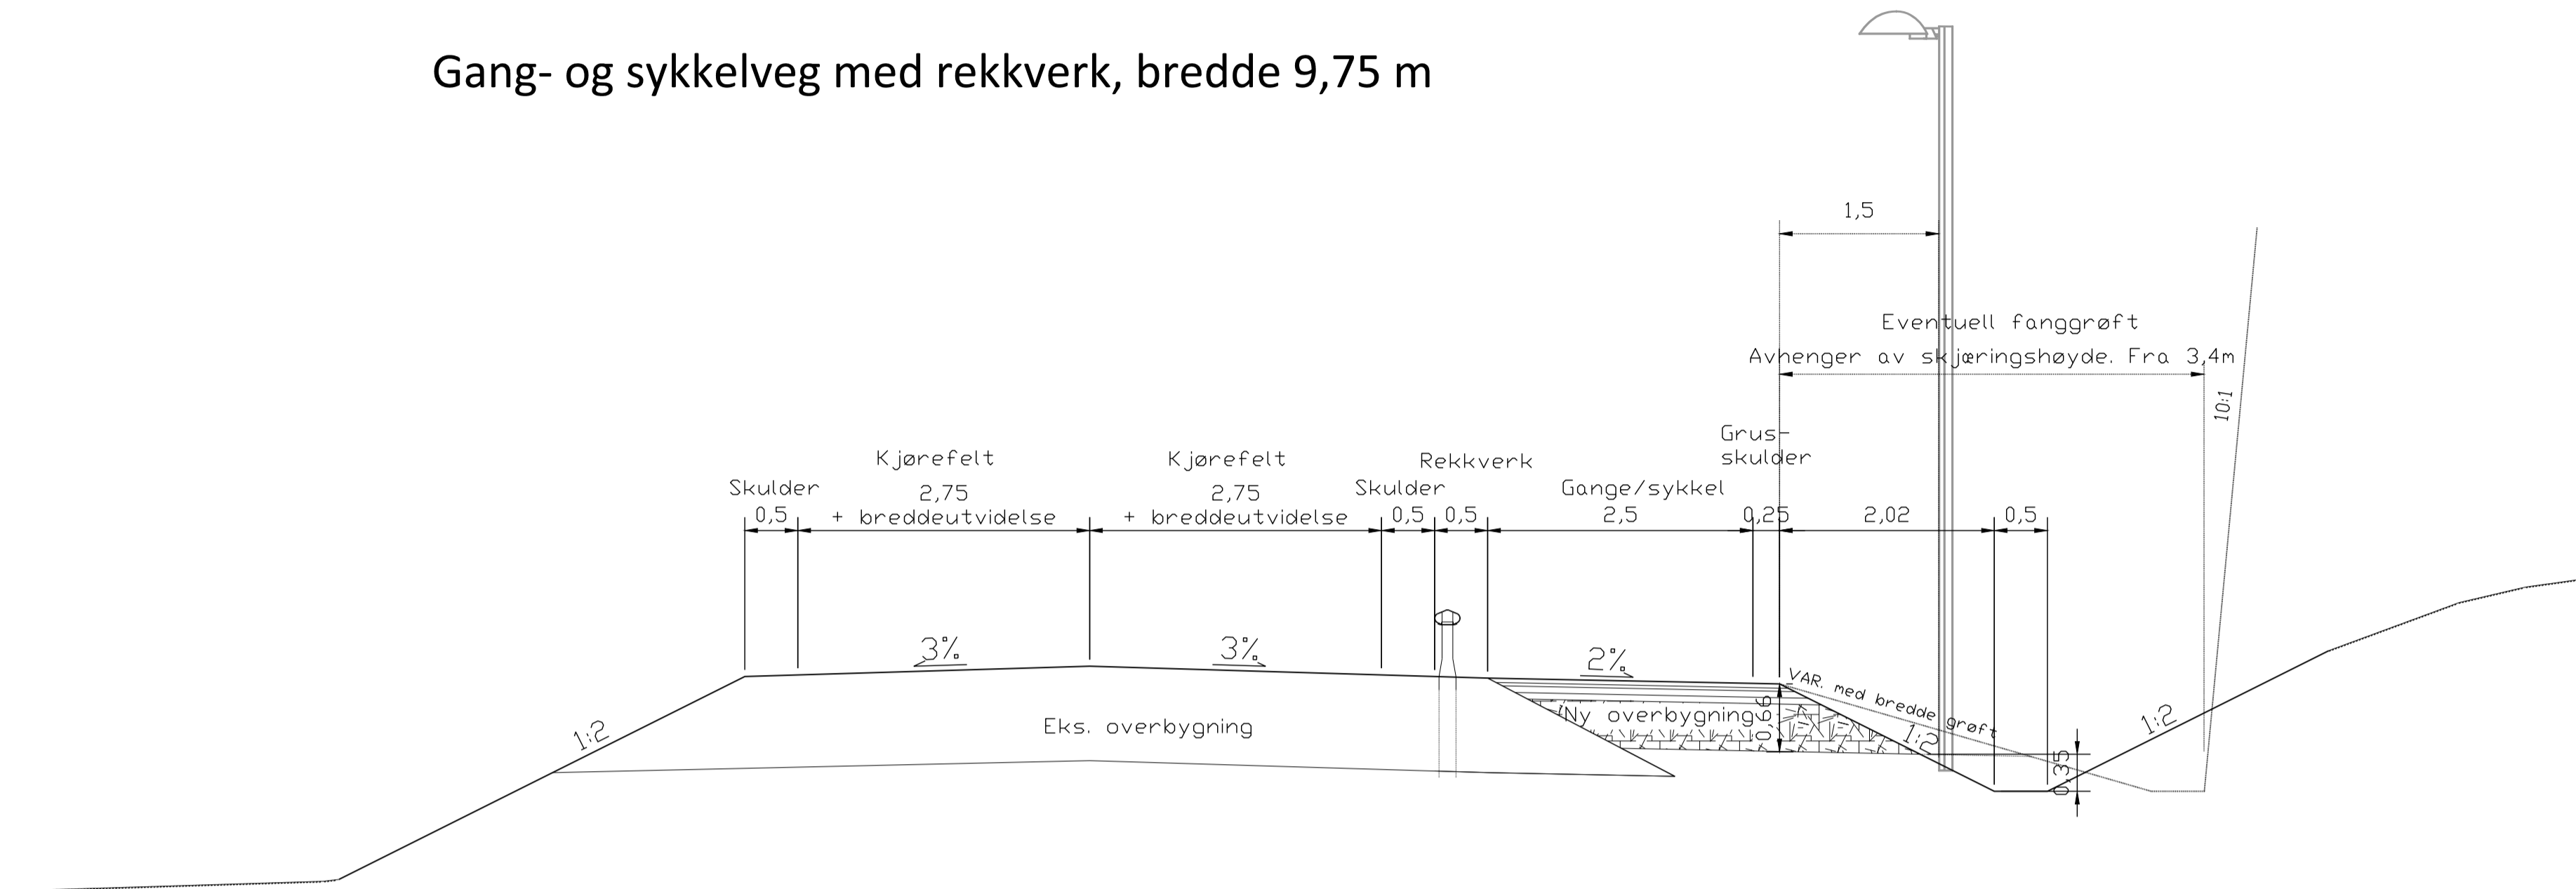 Gang- og sykkelveg med rekkverk, bredde 9,75 m
1,5
Eventuell fanggrøft
Avhenger av skjæringshøyde. Fra 3,4m
10:1
Skulder
0,5
Kjørefelt
2,75
+ breddeutvidelse
Kjørefelt
2,75
+ breddeutvidelse
Skulder
0,5
Rekkverk
0,5
Gange/sykkel
2,5
Grus-
skulder
0,25
2,02
0,5
3%
3%
2%
1:2
Eks. overbygning
Ny overbygning
0,66
VAR. med bredde grøft
1:2
0,35
1:2